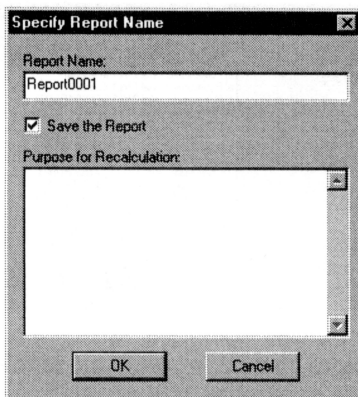 Specify Report Name
Report Name:
Report0001
Save the Report
Purpose for Recalculation:
OK
Cancel